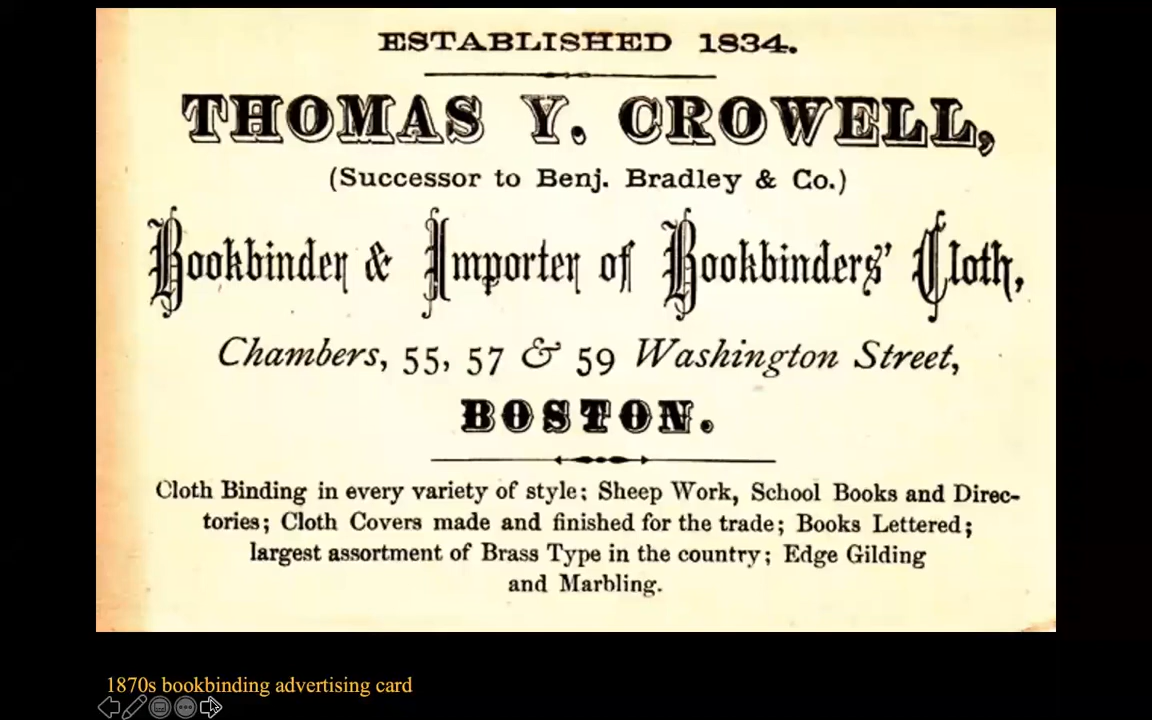 ESTABLISHED 1834.
THOMAS Y. CROWELL,
(Successor to Benj. Bradley & Co.)
Bookbinder & Importer of Bookbinders' Cloth,
Chambers, 55, 57 & 59 Washington Street,
BOSTON.
Cloth Binding in every variety of style; Sheep Work, School Books and Direc-
tories; Cloth Covers made and finished for the trade; Books Lettered;
largest assortment of Brass Type in the country; Edge Gilding
and Marbling.
1870s bookbinding advertising card